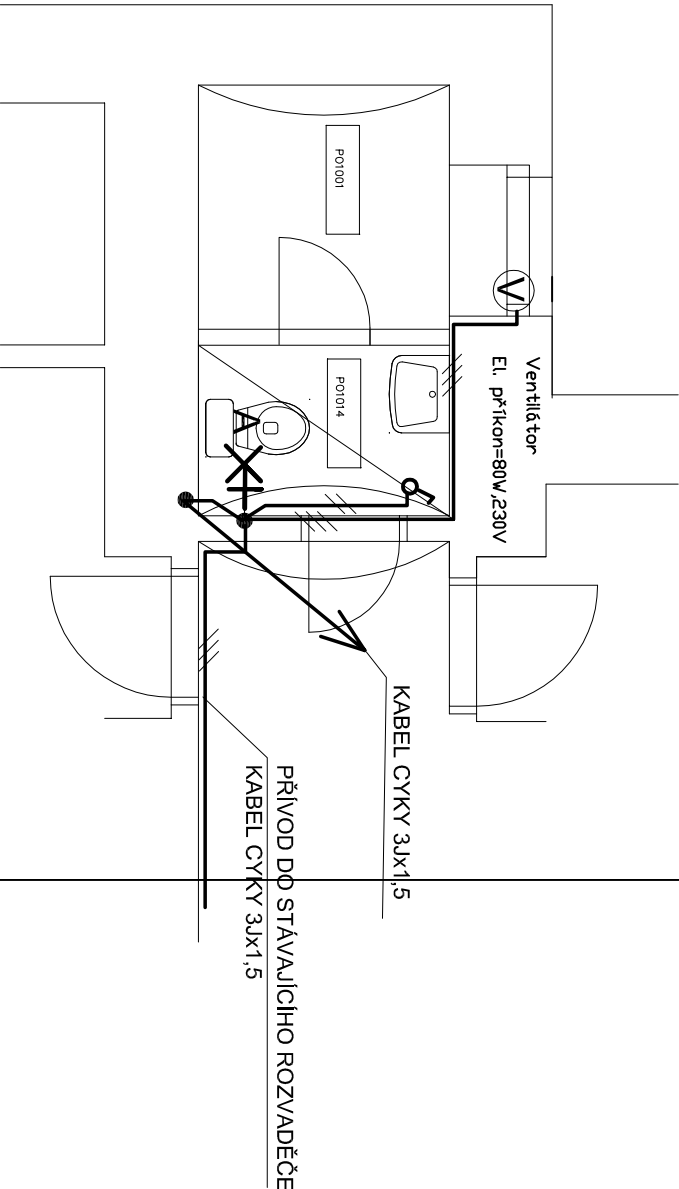 P01001
V
Ventilátor
El. příkon=80W,230V
P01014
A
KABEL CYKY 3Jx1,5
PŘÍVOD DO STÁVAJÍCÍHO ROZVADĚČE
KABEL CYKY 3Jx1,5